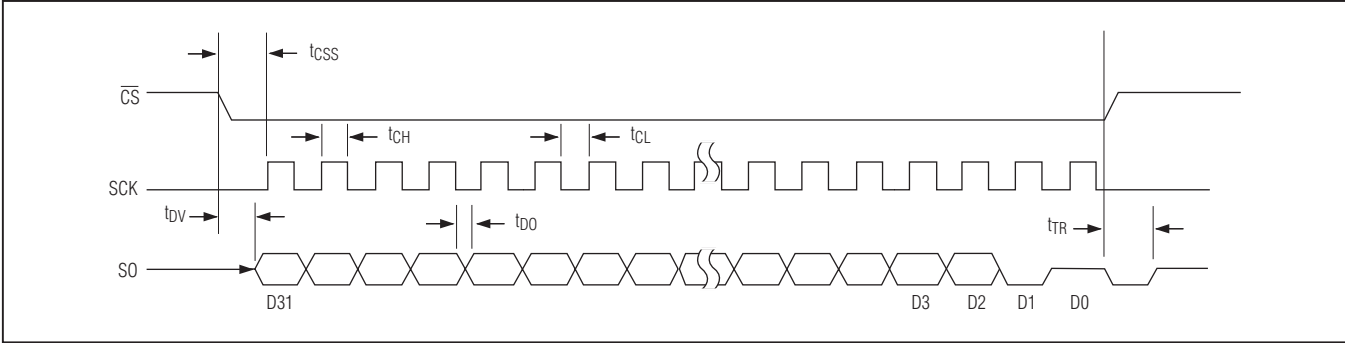 tCSS
CS
tCH
tCL
SCK
tDV
tDO
tTR
SO
D31
D3
D2
D1
D0